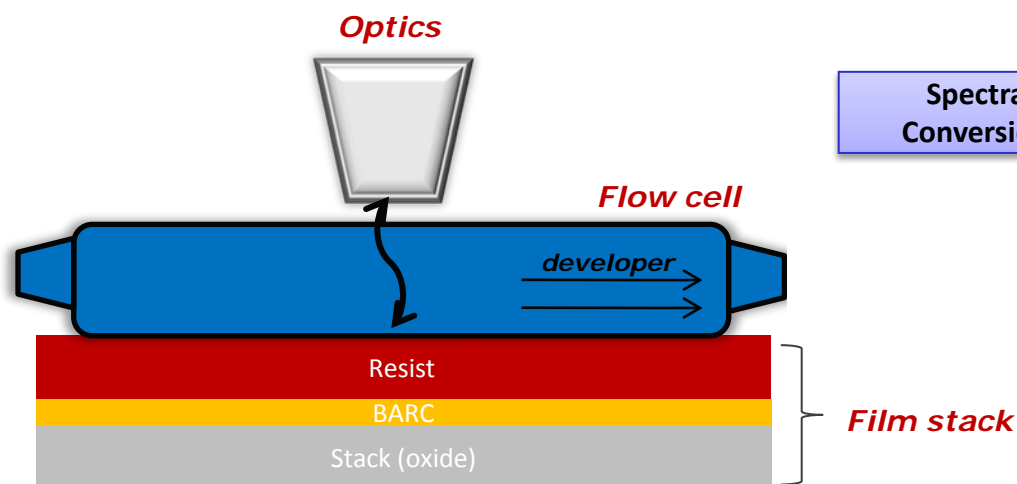 Optics
Spectra
Conversi
Flow cell
developer
Resist
BARC
Film stack
Stack (oxide)